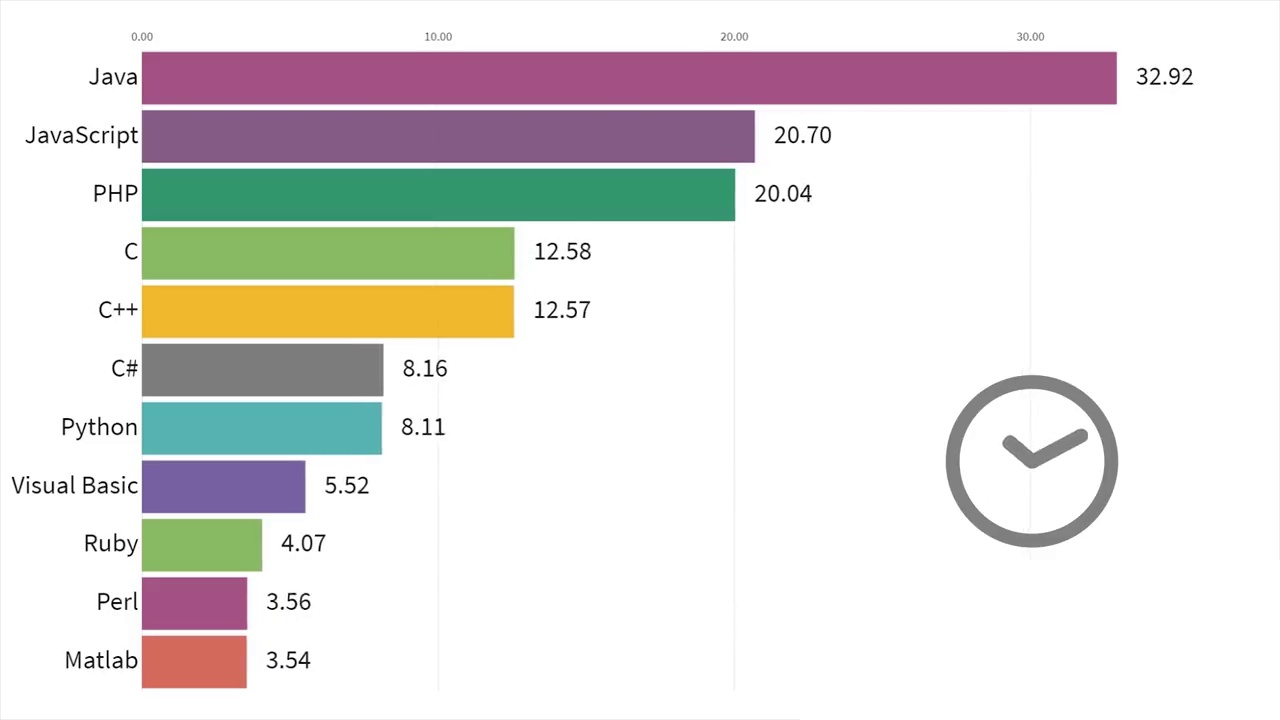 0.00 10.00 20.00 30.00
Java 32.92
JavaScript 20.70
PHP 20.04
C 12.58
C++ 12.57
C# 8.16
Python 8.11
Visual Basic 5.52
Ruby 4.07
Perl 3.56
Matlab 3.54